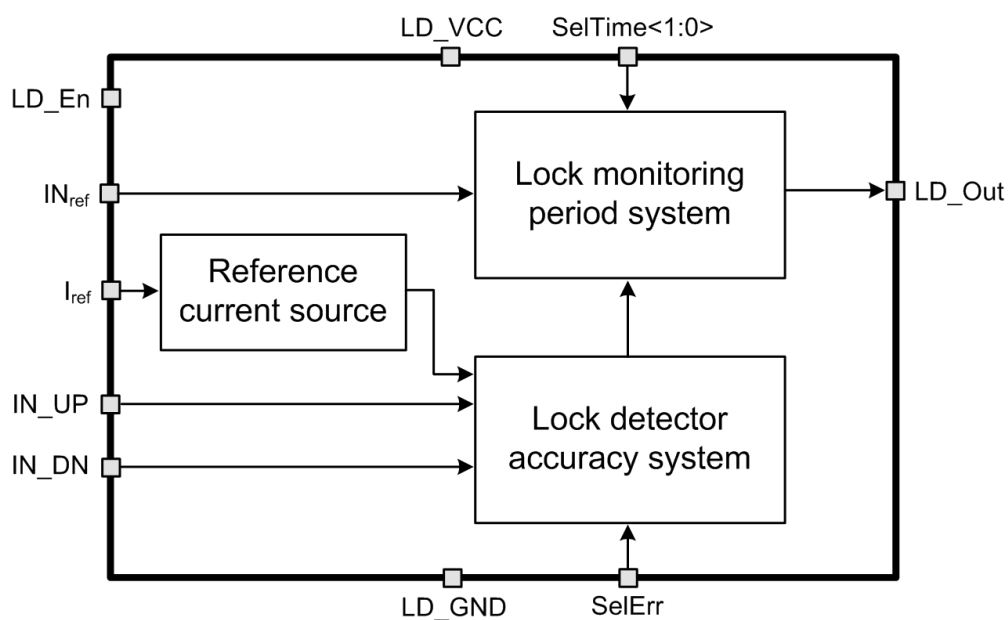 LD_VCC
SelTime<1:0>
LD_En
INref
Lock monitoring
period system
LD_Out
Iref
Reference
current source
IN_UP
IN_DN
Lock detector
accuracy system
LD_GND
SelErr